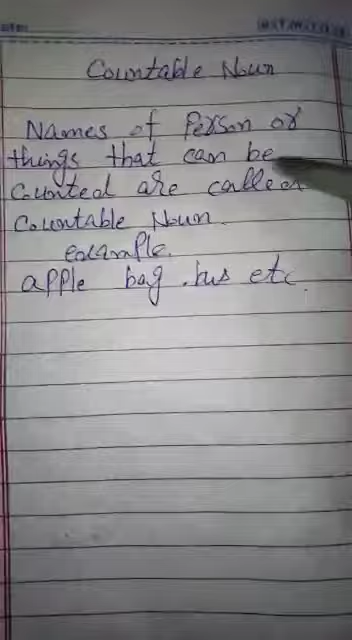 Countable Noun
Names of Person or
things that can be
Counted are called
Countable Noun.
example.
apple bag .bus etc.